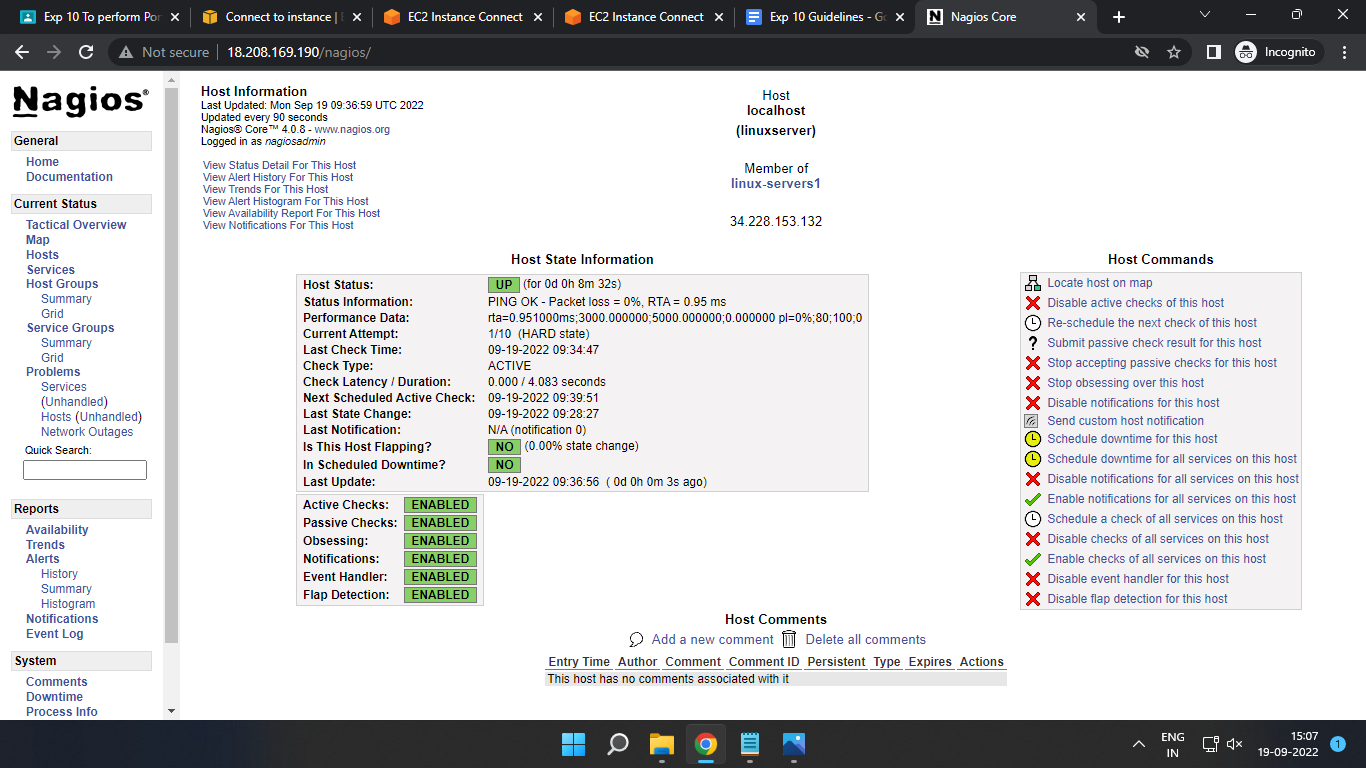 Exp 10 To perform Por
Connect to instance | E
EC2 Instance Connect
EC2 Instance Connect
Exp 10 Guidelines - Go
Nagios Core
Not secure
18.208.169.190/nagios/
Incognito
Nagios®
General
Home
Documentation
Current Status
Tactical Overview
Map
Hosts
Services
Host Groups
Summary
Grid
Service Groups
Summary
Grid
Problems
Services
(Unhandled)
Hosts (Unhandled)
Network Outages
Quick Search:
Reports
Availability
Trends
Alerts
History
Summary
Histogram
Notifications
Event Log
System
Comments
Downtime
Process Info
Host Information
Last Updated: Mon Sep 19 09:36:59 UTC 2022
Updated every 90 seconds
Nagios® Core™ 4.0.8 - www.nagios.org
Logged in as nagiosadmin
View Status Detail For This Host
View Alert History For This Host
View Trends For This Host
View Alert Histogram For This Host
View Availability Report For This Host
View Notifications For This Host
Host
localhost
(linuxserver)
Member of
linux-servers1
34.228.153.132
Host State Information
Host Status: UP (for 0d 0h 8m 32s)
Status Information: PING OK - Packet loss = 0%, RTA = 0.95 ms
Performance Data: rta=0.951000ms;3000.000000;5000.000000;0.000000 pl=0%;80;100;0
Current Attempt: 1/10 (HARD state)
Last Check Time: 09-19-2022 09:34:47
Check Type: ACTIVE
Check Latency / Duration: 0.000 / 4.083 seconds
Next Scheduled Active Check: 09-19-2022 09:39:51
Last State Change: 09-19-2022 09:28:27
Last Notification: N/A (notification 0)
Is This Host Flapping? NO (0.00% state change)
In Scheduled Downtime? NO
Last Update: 09-19-2022 09:36:56 ( 0d 0h 0m 3s ago)
Active Checks: ENABLED
Passive Checks: ENABLED
Obsessing: ENABLED
Notifications: ENABLED
Event Handler: ENABLED
Flap Detection: ENABLED
Host Commands
Locate host on map
Disable active checks of this host
Re-schedule the next check of this host
Submit passive check result for this host
Stop accepting passive checks for this host
Stop obsessing over this host
Disable notifications for this host
Send custom host notification
Schedule downtime for this host
Schedule downtime for all services on this host
Disable notifications for all services on this host
Enable notifications for all services on this host
Schedule a check of all services on this host
Disable checks of all services on this host
Enable checks of all services on this host
Disable event handler for this host
Disable flap detection for this host
Host Comments
Add a new comment Delete all comments
Entry Time Author Comment Comment ID Persistent Type Expires Actions
This host has no comments associated with it
ENG
IN
15:07
19-09-2022
1